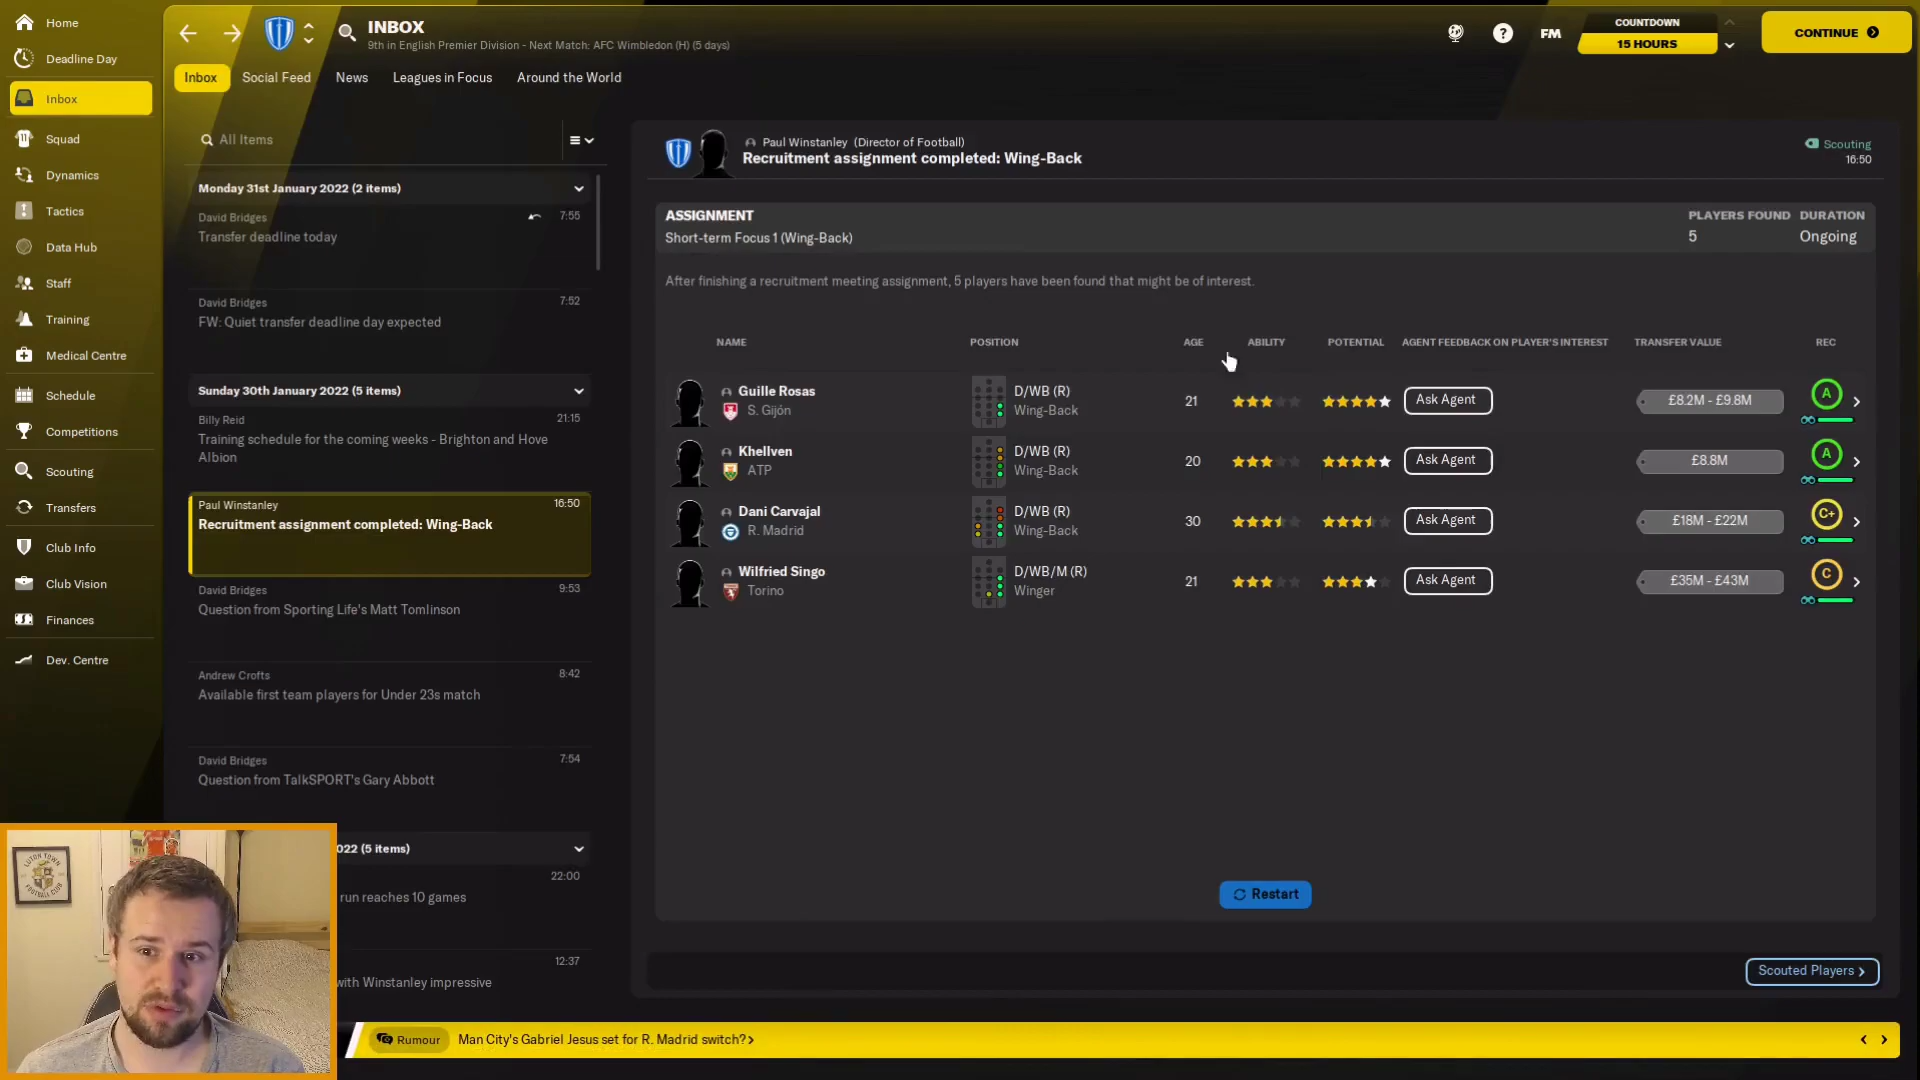 Home
Deadline Day
Inbox
Squad
Dynamics
Tactics
Data Hub
Staff
Training
Medical Centre
Schedule
Competitions
Scouting
Transfers
Club Info
Club Vision
Finances
Dev. Centre
INBOX
9th in English Premier Division - Next Match: AFC Wimbledon (H) (5 days)
FM
COUNTDOWN
15 HOURS
CONTINUE
Inbox
Social Feed
News
Leagues in Focus
Around the World
All Items
Monday 31st January 2022 (2 items)
David Bridges
7:55
Transfer deadline today
David Bridges
7:52
FW: Quiet transfer deadline day expected
Sunday 30th January 2022 (5 items)
Billy Reid
21:15
Training schedule for the coming weeks - Brighton and Hove
Albion
Paul Winstanley
16:50
Recruitment assignment completed: Wing-Back
David Bridges
9:53
Question from Sporting Life's Matt Tomlinson
Andrew Crofts
8:42
Available first team players for Under 23s match
David Bridges
7:54
Question from TalkSPORT's Gary Abbott
022 (5 items)
22:00
run reaches 10 games
12:37
with Winstanley impressive
Paul Winstanley (Director of Football)
Recruitment assignment completed: Wing-Back
Scouting
16:50
ASSIGNMENT
Short-term Focus 1 (Wing-Back)
PLAYERS FOUND
5
DURATION
Ongoing
After finishing a recruitment meeting assignment, 5 players have been found that might be of interest.
NAME POSITION AGE ABILITY POTENTIAL AGENT FEEDBACK ON PLAYER'S INTEREST TRANSFER VALUE REC
Guille Rosas
S. Gijón
D/WB (R)
Wing-Back
21
Ask Agent
£8.2M - £9.8M
A
Khellven
ATP
D/WB (R)
Wing-Back
20
Ask Agent
£8.8M
A
Dani Carvajal
R. Madrid
D/WB (R)
Wing-Back
30
Ask Agent
£18M - £22M
C+
Wilfried Singo
Torino
D/WB/M (R)
Winger
21
Ask Agent
£35M - £43M
C
Restart
Scouted Players
Rumour
Man City's Gabriel Jesus set for R. Madrid switch?
LUTON TOWN
FOOTBALL CLUB